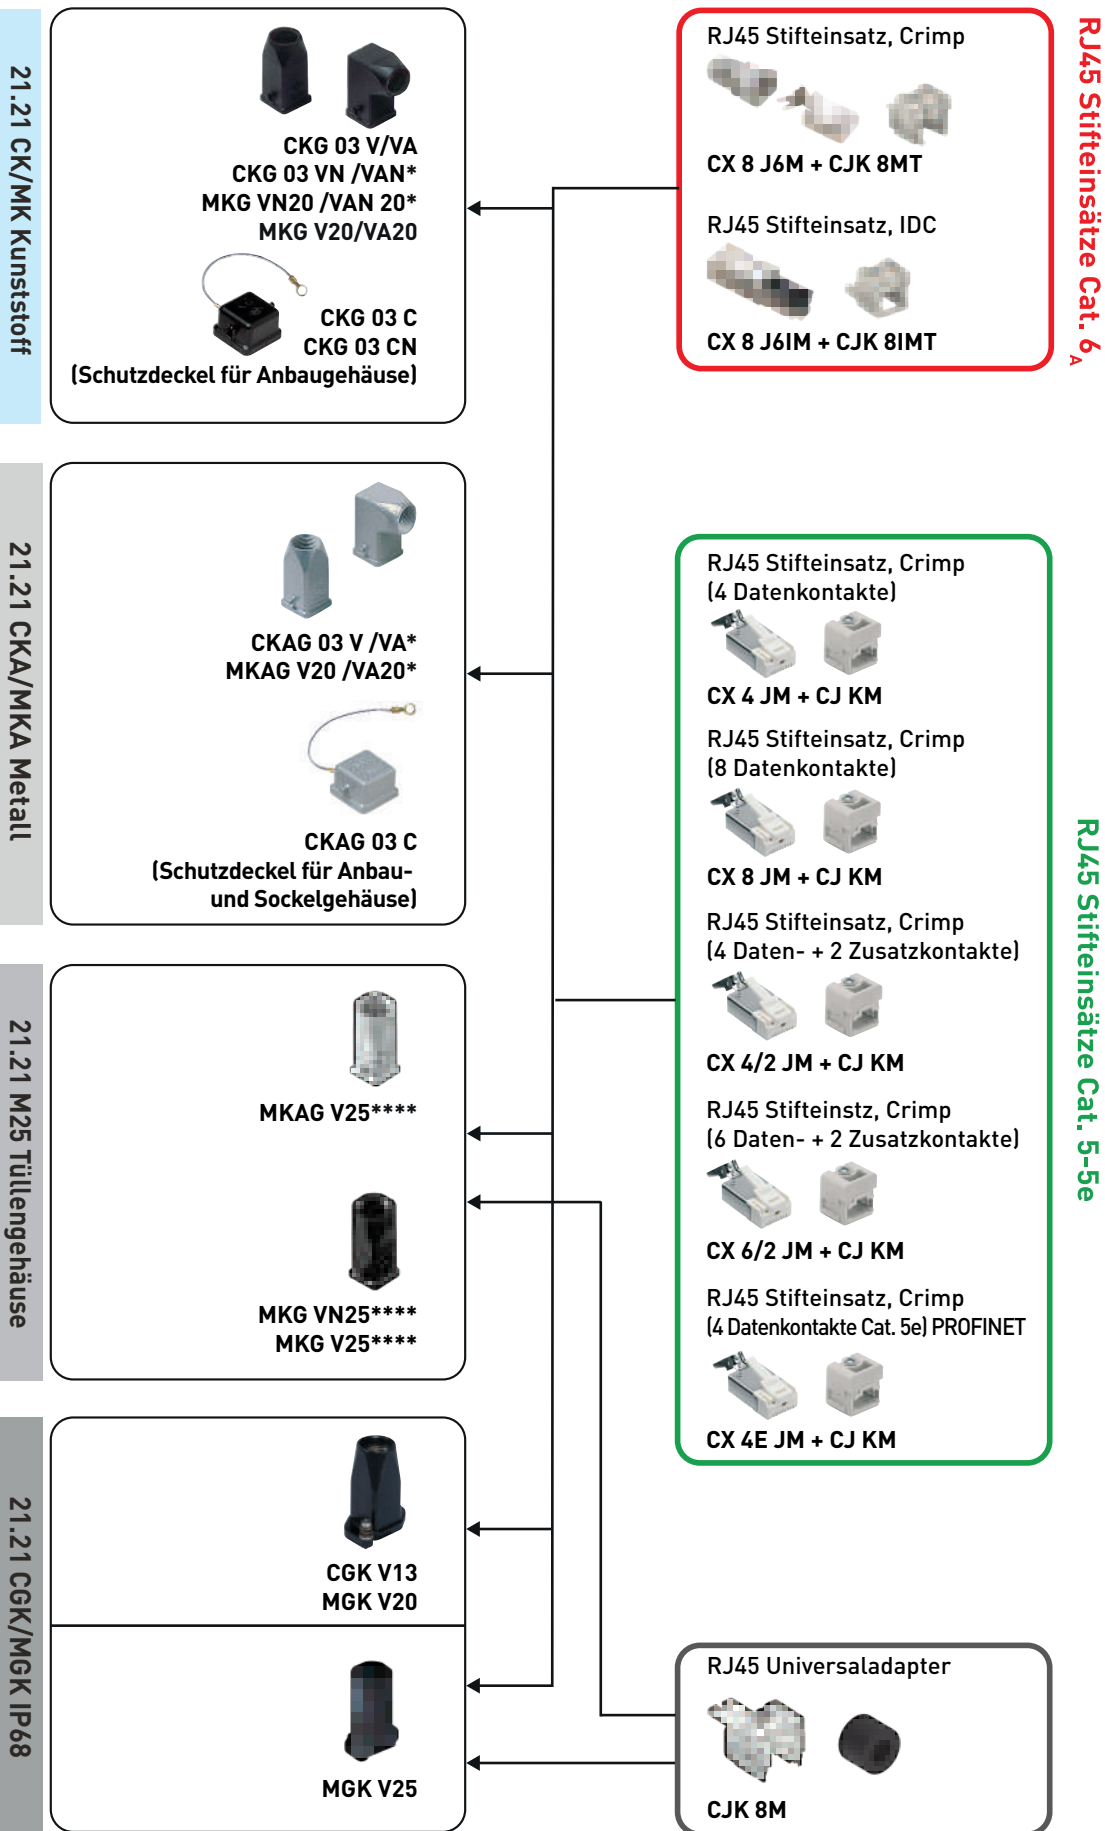 21.21 CK/MK Kunststoff
CKG 03 V/VA
CKG 03 VN /VAN*
MKG VN20 /VAN 20*
MKG V20/VA20
CKG 03 C
CKG 03 CN
(Schutzdeckel für Anbaugehäuse)
21.21 CKA/MKA Metall
CKAG 03 V /VA*
MKAG V20 /VA20*
CKAG 03 C
(Schutzdeckel für Anbau-
und Sockelgehäuse)
21.21 M25 Tüllengehäuse
MKAG V25****
MKG VN25****
MKG V25****
21.21 CGK/MGK IP68
CGK V13
MGK V20
MGK V25
RJ45 Stifteinsätze Cat. 6A
RJ45 Stifteinsatz, Crimp
CX 8 J6M + CJK 8MT
RJ45 Stifteinsatz, IDC
CX 8 J6IM + CJK 8IMT
RJ45 Stifteinsätze Cat. 5-5e
RJ45 Stifteinsatz, Crimp
(4 Datenkontakte)
CX 4 JM + CJ KM
RJ45 Stifteinsatz, Crimp
(8 Datenkontakte)
CX 8 JM + CJ KM
RJ45 Stifteinsatz, Crimp
(4 Daten- + 2 Zusatzkontakte)
CX 4/2 JM + CJ KM
RJ45 Stifteinstz, Crimp
(6 Daten- + 2 Zusatzkontakte)
CX 6/2 JM + CJ KM
RJ45 Stifteinsatz, Crimp
(4 Datenkontakte Cat. 5e) PROFINET
CX 4E JM + CJ KM
RJ45 Universaladapter
CJK 8M